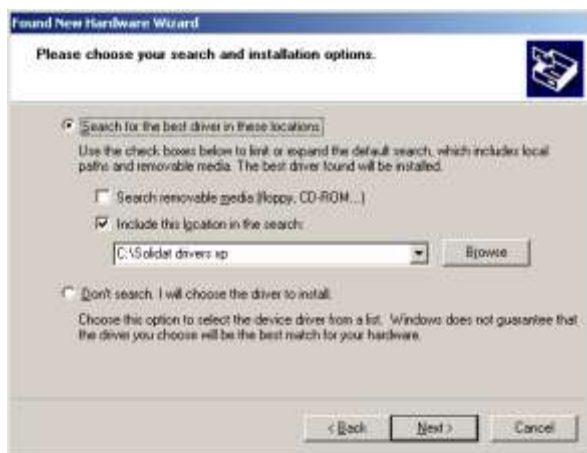 Found New Hardware Wizard
Please choose your search and installation options.
Search for the best driver in these locations.
Use the check boxes below to limit or expand the default search, which includes local
paths and removable media. The best driver found will be installed.
Search removable media (floppy, CD-ROM...)
Include this location in the search:
C:\Solidat drivers xp
Browse
Don't search. I will choose the driver to install.
Choose this option to select the device driver from a list. Windows does not guarantee that
the driver you choose will be the best match for your hardware.
< Back
Next >
Cancel